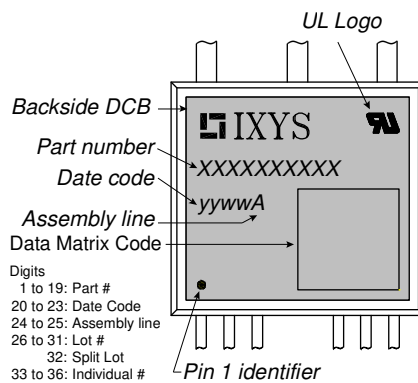 UL Logo
Backside DCB
IXYS
Part number
XXXXXXXXXX
Date code
yywwA
Assembly line
Data Matrix Code
Digits
1 to 19: Part #
20 to 23: Date Code
24 to 25: Assembly line
26 to 31: Lot #
32: Split Lot
33 to 36: Individual #
Pin 1 identifier